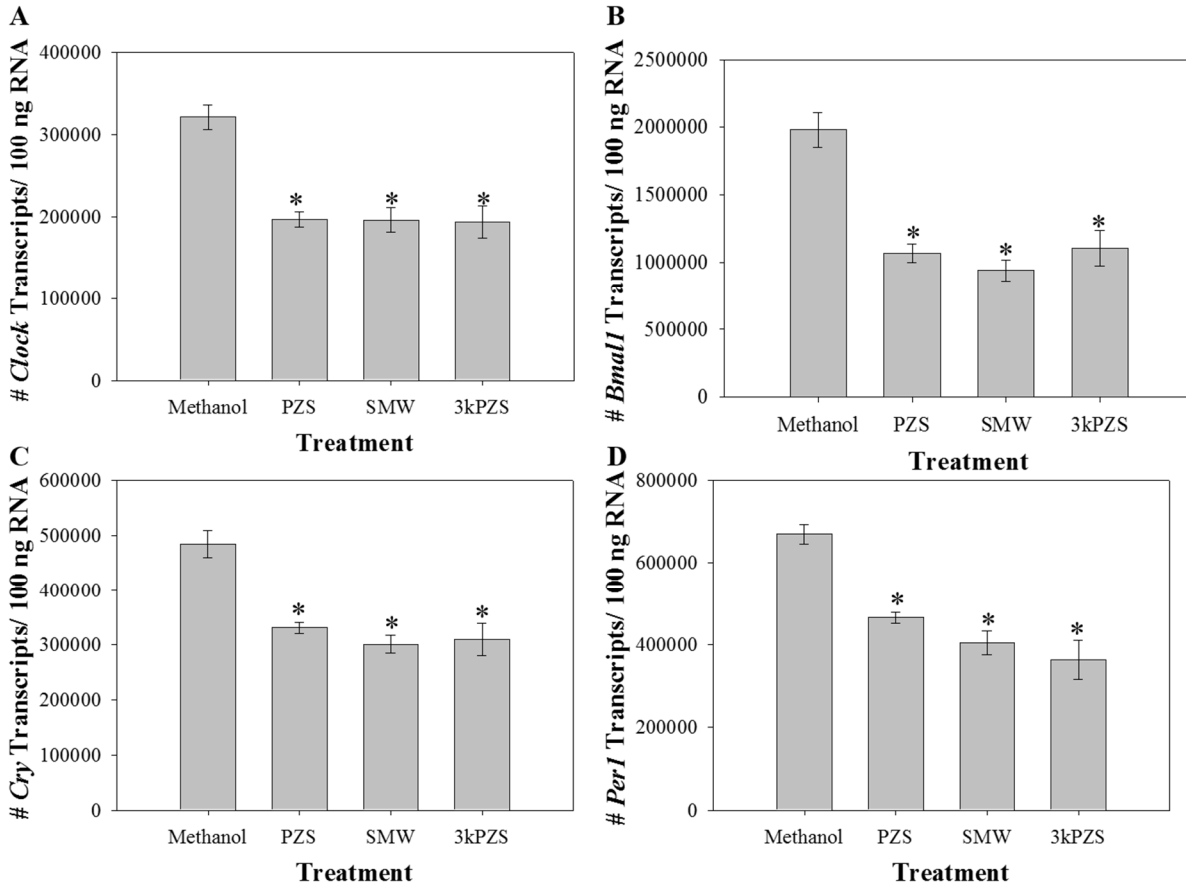 A
# Clock Transcripts/ 100 ng RNA
400000
300000
200000
100000
0
*
*
*
Methanol
PZS
SMW
3kPZS
Treatment
B
# Bmal1 Transcripts/ 100 ng RNA
2500000
2000000
1500000
1000000
500000
0
*
*
*
Methanol
PZS
SMW
3kPZS
Treatment
C
# Cry Transcripts/ 100 ng RNA
600000
500000
400000
300000
200000
100000
0
*
*
*
Methanol
PZS
SMW
3kPZS
Treatment
D
# Per1 Transcripts/ 100 ng RNA
800000
600000
400000
200000
0
*
*
*
Methanol
PZS
SMW
3kPZS
Treatment